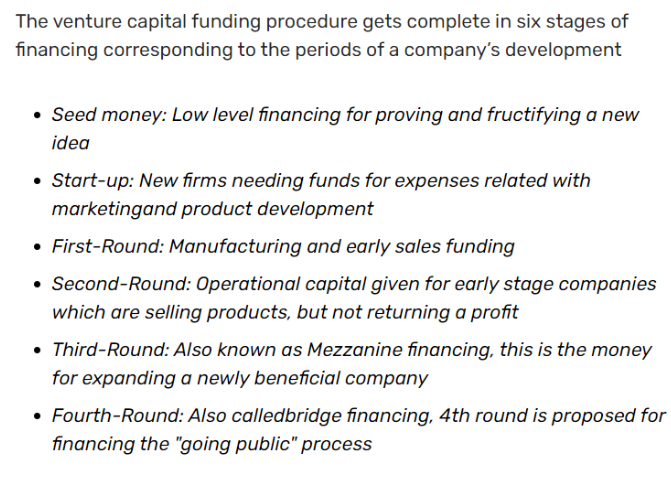 The venture capital funding procedure gets complete in six stages of
financing corresponding to the periods of a company’s development
• Seed money: Low level financing for proving and fructifying a new
idea
• Start-up: New firms needing funds for expenses related with
marketingand product development
• First-Round: Manufacturing and early sales funding
• Second-Round: Operational capital given for early stage companies
which are selling products, but not returning a profit
• Third-Round: Also known as Mezzanine financing, this is the money
for expanding a newly beneficial company
• Fourth-Round: Also calledbridge financing, 4th round is proposed for
financing the "going public" process